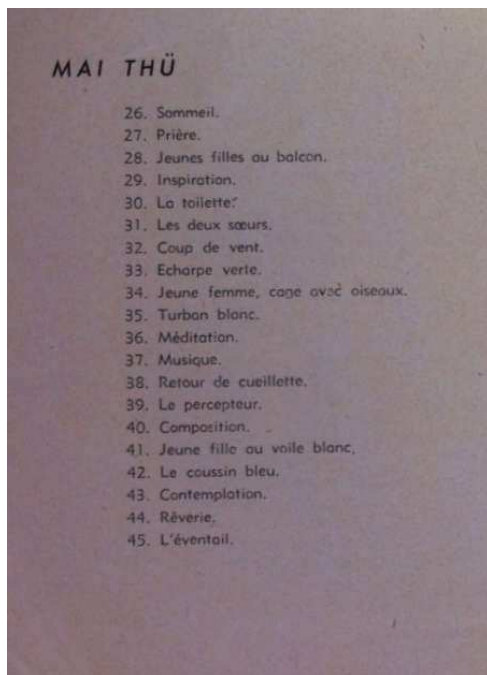 MAI THÜ
26. Sommeil.
27. Prière.
28. Jeunes filles au balcon.
29. Inspiration.
30. La toilette.
31. Les deux sœurs.
32. Coup de vent.
33. Echarpe verte.
34. Jeune femme, cage avec oiseaux.
35. Turban blanc.
36. Méditation.
37. Musique.
38. Retour de cueillette.
39. Le percepteur.
40. Composition.
41. Jeune fille au voile blanc.
42. Le coussin bleu.
43. Contemplation.
44. Rêverie.
45. L'éventail.